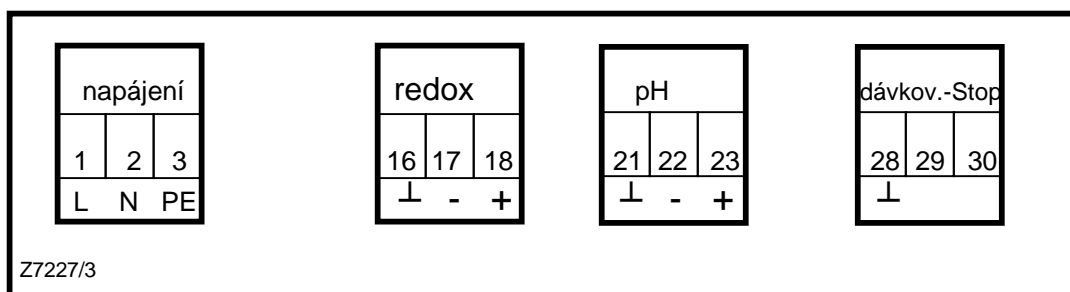 napájení
1 2 3
L N PE
redox
16 17 18
⊥ - +
pH
21 22 23
⊥ - +
dávkov.-Stop
28 29 30
⊥
Z7227/3